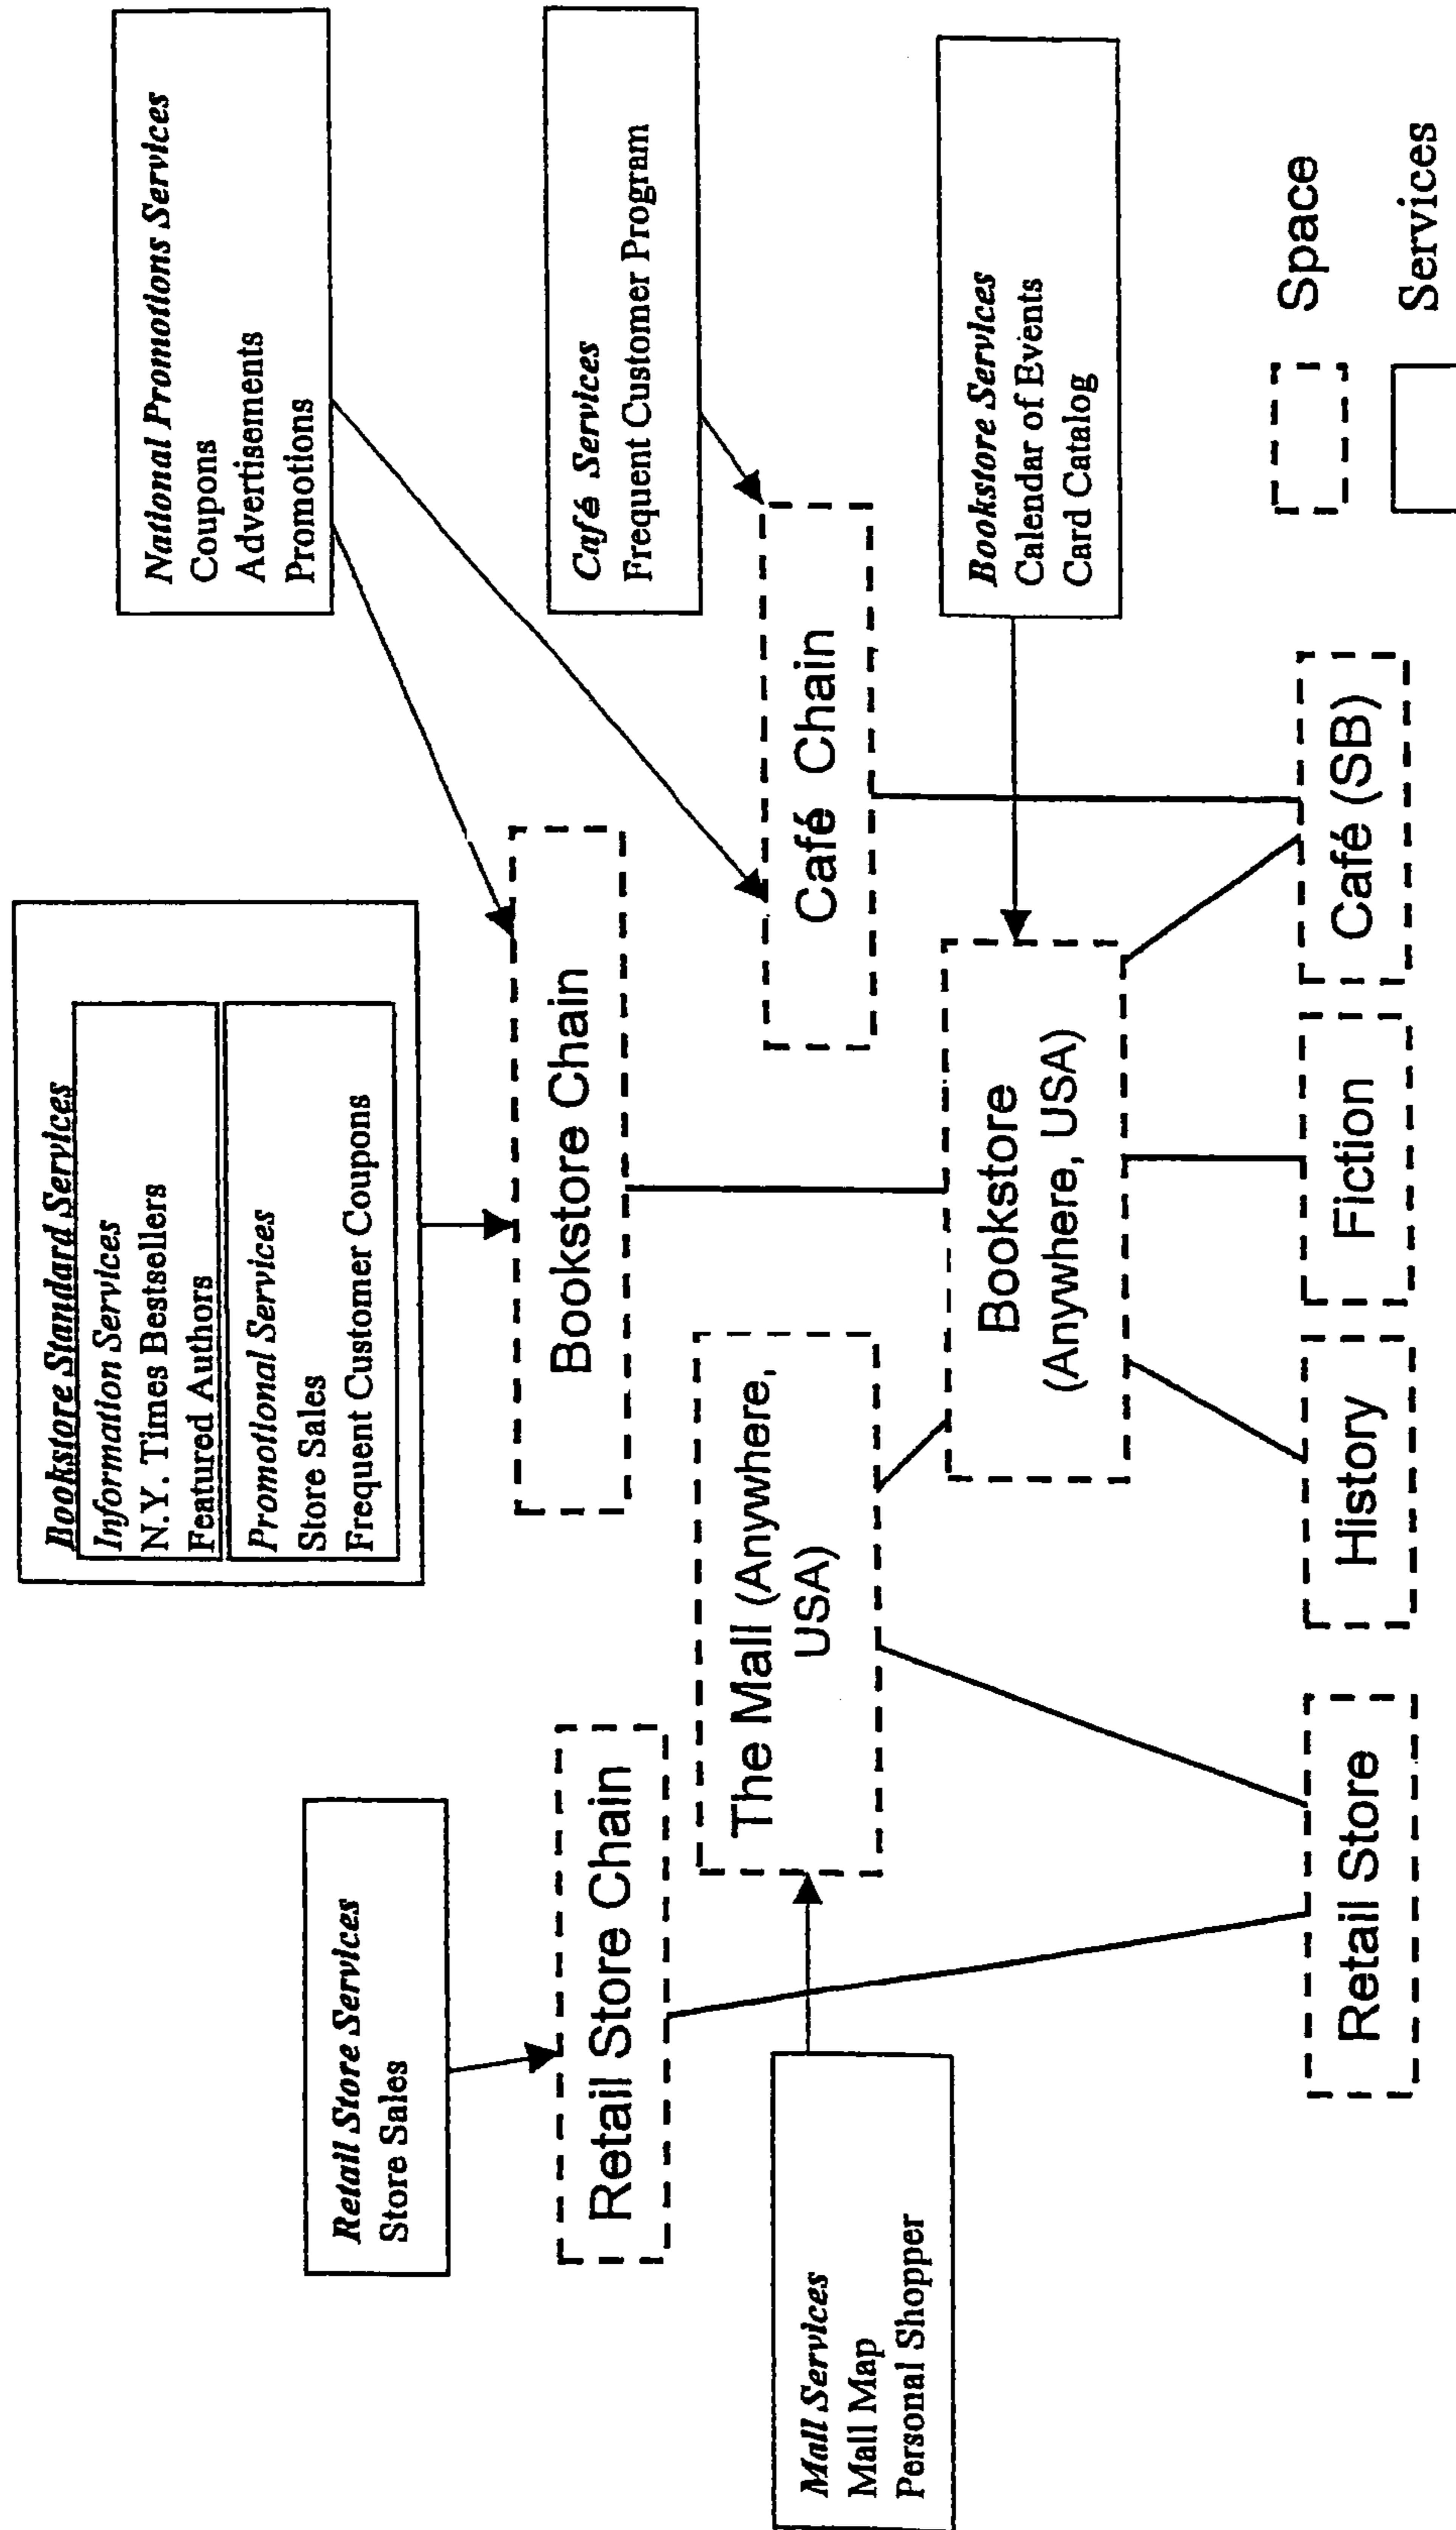 Bookstore Standard Services
Information Services
N.Y. Times Bestsellers
Featured Authors
Promotional Services
Store Sales
Frequent Customer Coupons
National Promotions Services
Coupons
Advertisements
Promotions
Retail Store Services
Store Sales
Bookstore Chain
Café Services
Frequent Customer Program
Retail Store Chain
The Mall (Anywhere,
USA)
Café Chain
Mall Services
Mall Map
Personal Shopper
Bookstore
(Anywhere, USA)
Bookstore Services
Calendar of Events
Card Catalog
Retail Store
History
Fiction
Café (SB)
Space
Services